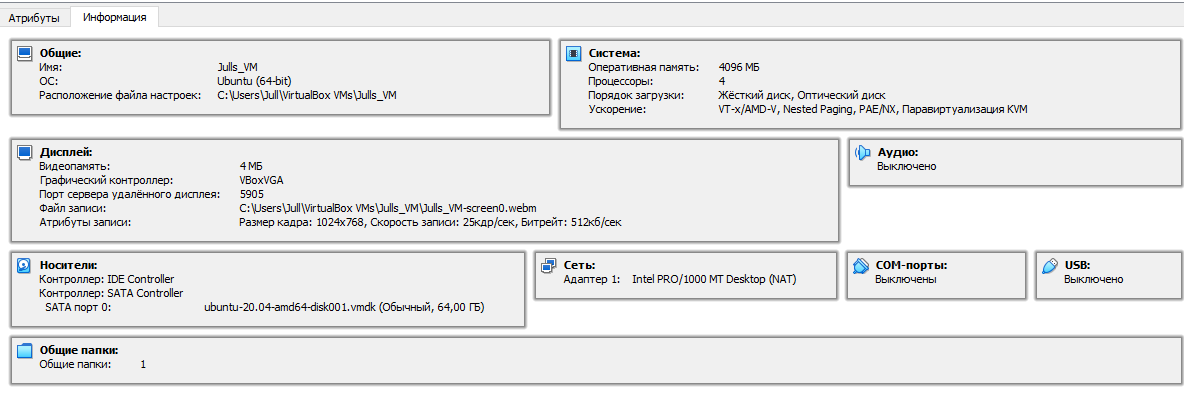 Атрибуты Информация
Общие:
Имя: Julls_VM
ОС: Ubuntu (64-bit)
Расположение файла настроек: C:\Users\Jull\VirtualBox VMs\Julls_VM
Система:
Оперативная память: 4096 МБ
Процессоры: 4
Порядок загрузки: Жёсткий диск, Оптический диск
Ускорение: VT-x/AMD-V, Nested Paging, PAE/NX, Паравиртуализация KVM
Дисплей:
Видеопамять: 4 МБ
Графический контроллер: VBoxVGA
Порт сервера удалённого дисплея: 5905
Файл записи: C:\Users\Jull\VirtualBox VMs\Julls_VM\Julls_VM-screen0.webm
Атрибуты записи: Размер кадра: 1024x768, Скорость записи: 25кдр/сек, Битрейт: 512кб/сек
Аудио:
Выключено
Носители:
Контроллер: IDE Controller
Контроллер: SATA Controller
SATA порт 0: ubuntu-20.04-amd64-disk001.vmdk (Обычный, 64,00 ГБ)
Сеть:
Адаптер 1: Intel PRO/1000 MT Desktop (NAT)
COM-порты:
Выключены
USB:
Выключено
Общие папки:
Общие папки: 1